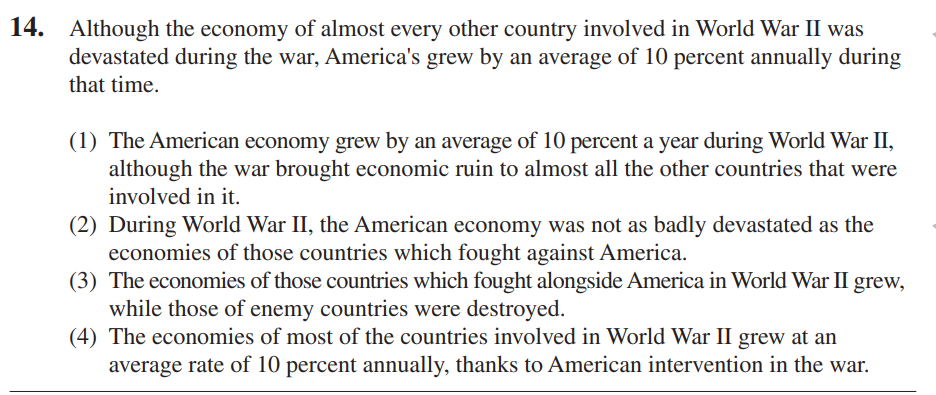 14. Although the economy of almost every other country involved in World War II was
devastated during the war, America's grew by an average of 10 percent annually during
that time.
(1) The American economy grew by an average of 10 percent a year during World War II,
although the war brought economic ruin to almost all the other countries that were
involved in it.
(2) During World War II, the American economy was not as badly devastated as the
economies of those countries which fought against America.
(3) The economies of those countries which fought alongside America in World War II grew,
while those of enemy countries were destroyed.
(4) The economies of most of the countries involved in World War II grew at an
average rate of 10 percent annually, thanks to American intervention in the war.